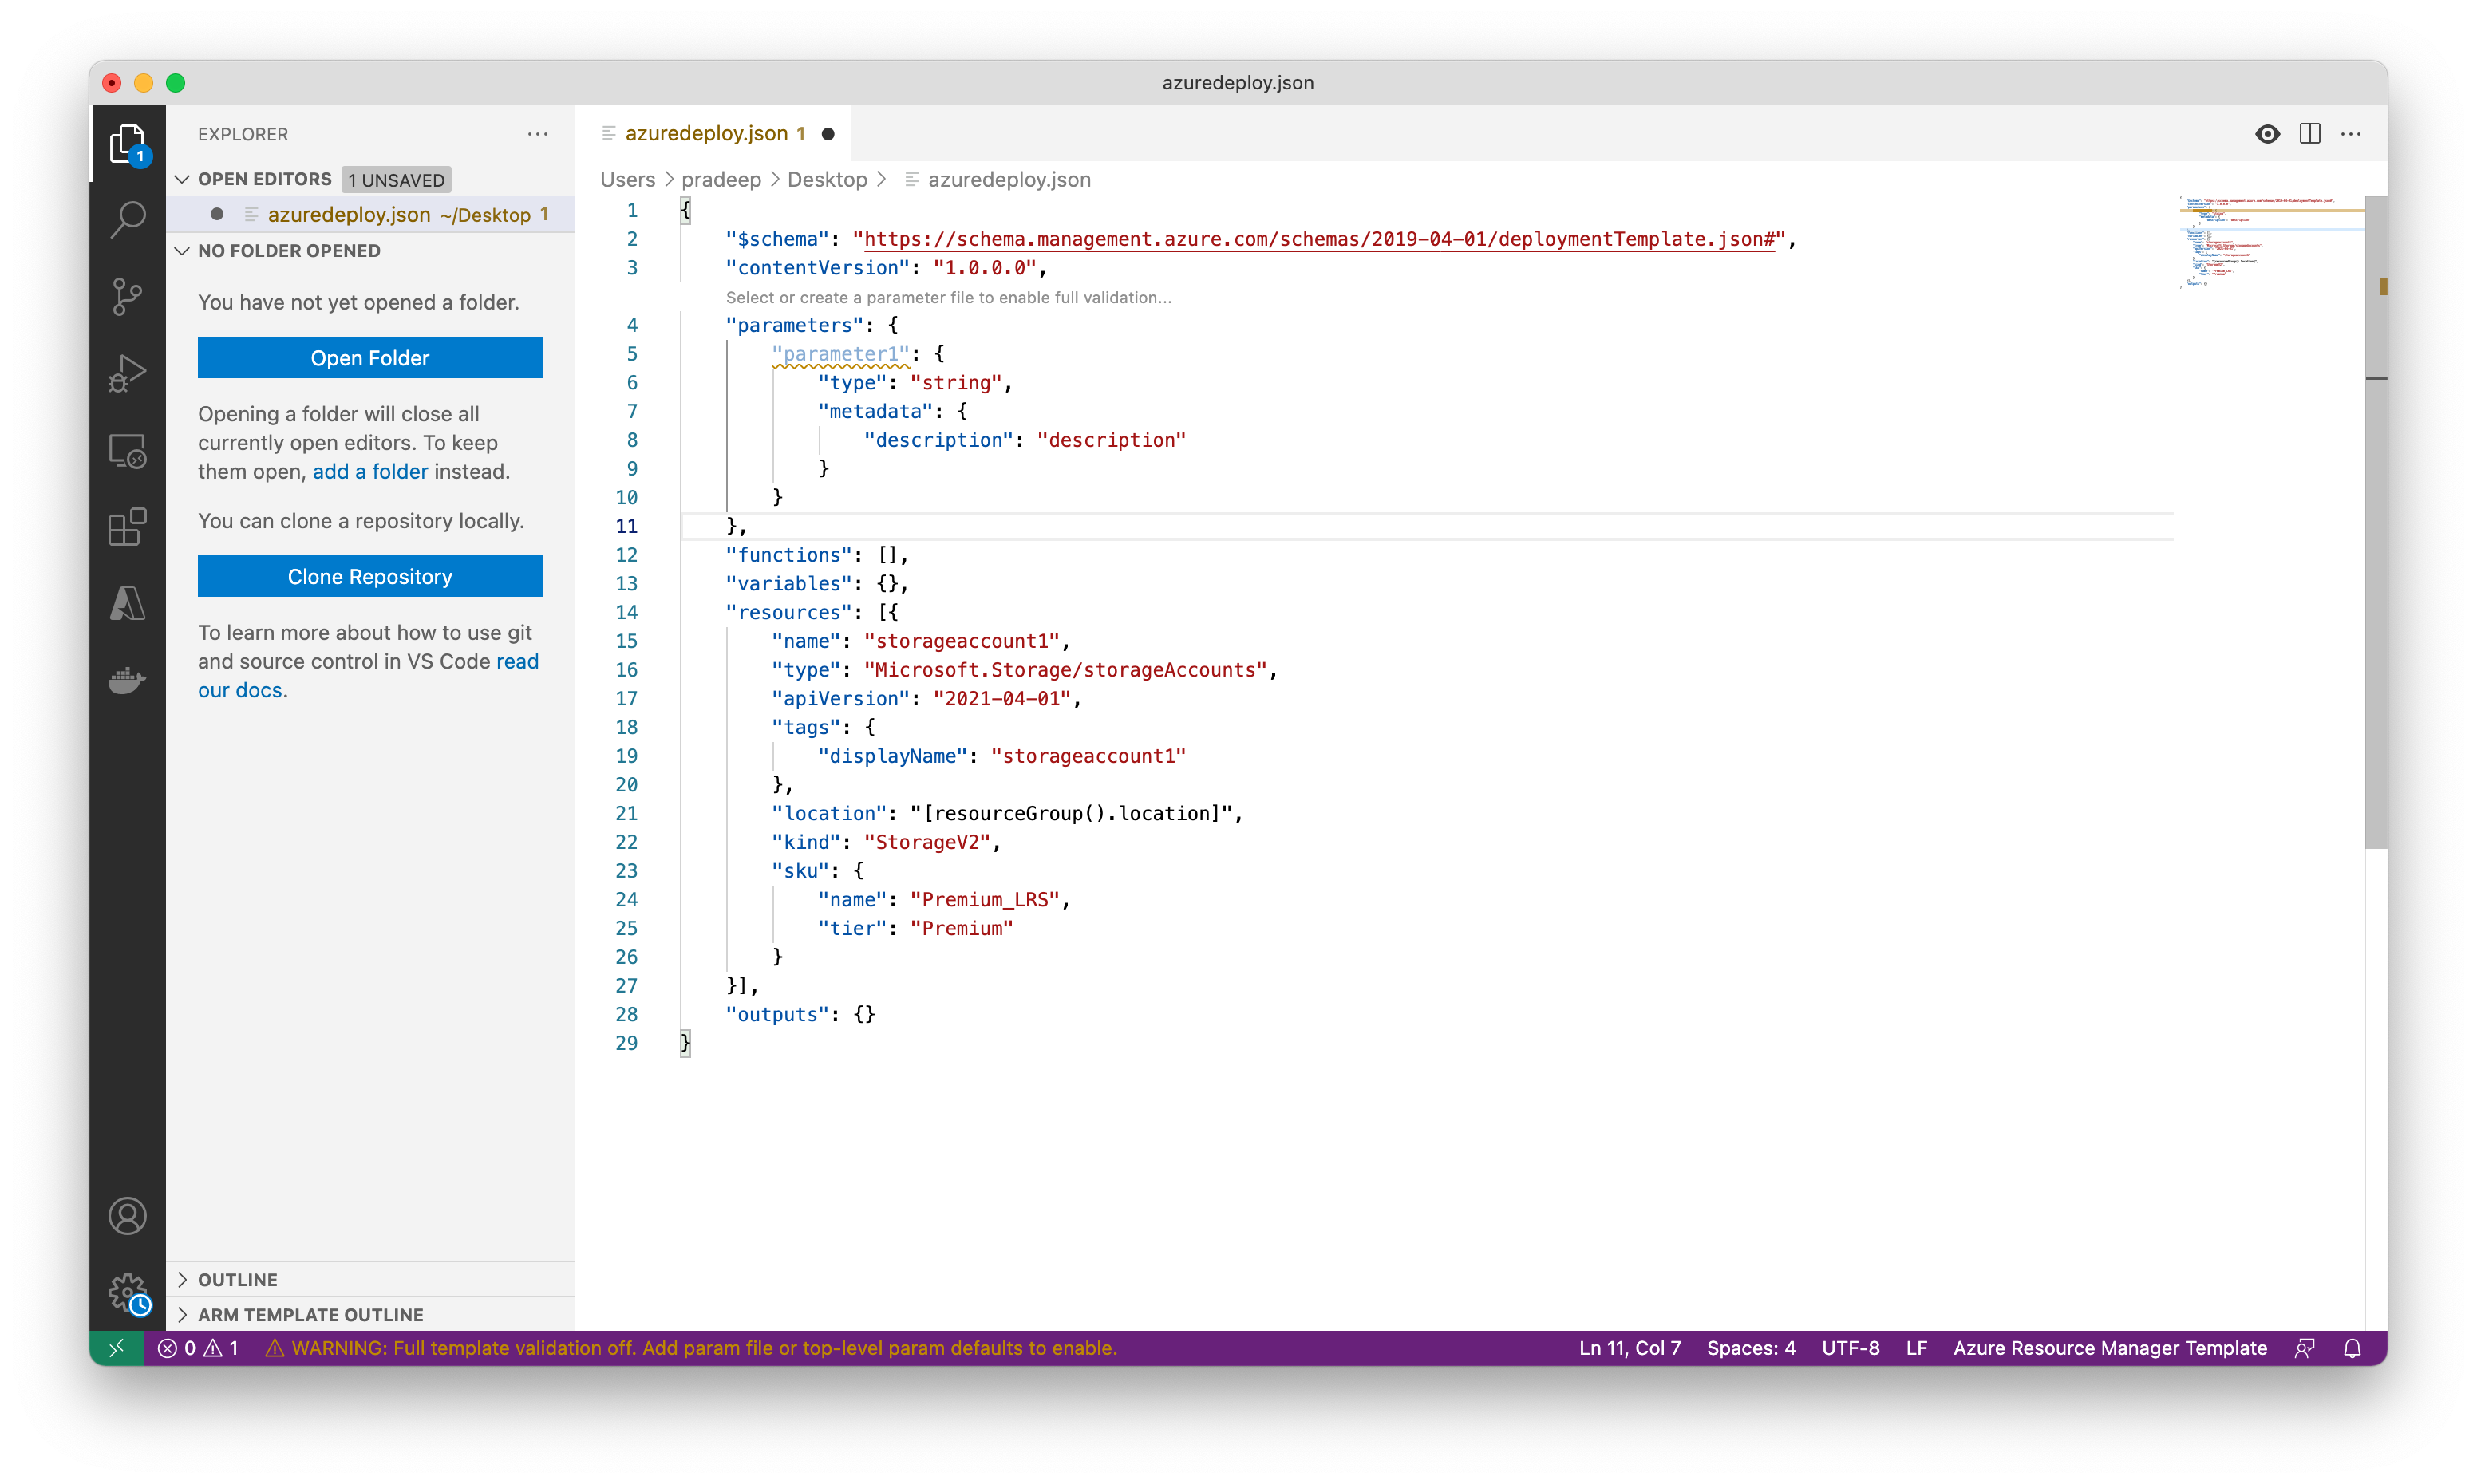 azuredeploy.json
1
EXPLORER
OPEN EDITORS 1 UNSAVED
azuredeploy.json ~/Desktop 1
NO FOLDER OPENED
You have not yet opened a folder.
Open Folder
Opening a folder will close all
currently open editors. To keep
them open, add a folder instead.
You can clone a repository locally.
Clone Repository
To learn more about how to use git
and source control in VS Code read
our docs.
OUTLINE
ARM TEMPLATE OUTLINE
azuredeploy.json 1
Users > pradeep > Desktop > azuredeploy.json
1 {
2 "$schema": "https://schema.management.azure.com/schemas/2019-04-01/deploymentTemplate.json#",
3 "contentVersion": "1.0.0.0",
Select or create a parameter file to enable full validation...
4 "parameters": {
5 "parameter1": {
6 "type": "string",
7 "metadata": {
8 "description": "description"
9 }
10 }
11 },
12 "functions": [],
13 "variables": {},
14 "resources": [{
15 "name": "storageaccount1",
16 "type": "Microsoft.Storage/storageAccounts",
17 "apiVersion": "2021-04-01",
18 "tags": {
19 "displayName": "storageaccount1"
20 },
21 "location": "[resourceGroup().location]",
22 "kind": "StorageV2",
23 "sku": {
24 "name": "Premium_LRS",
25 "tier": "Premium"
26 }
27 }],
28 "outputs": {}
29 }
0 1 WARNING: Full template validation off. Add param file or top-level param defaults to enable. Ln 11, Col 7 Spaces: 4 UTF-8 LF Azure Resource Manager Template